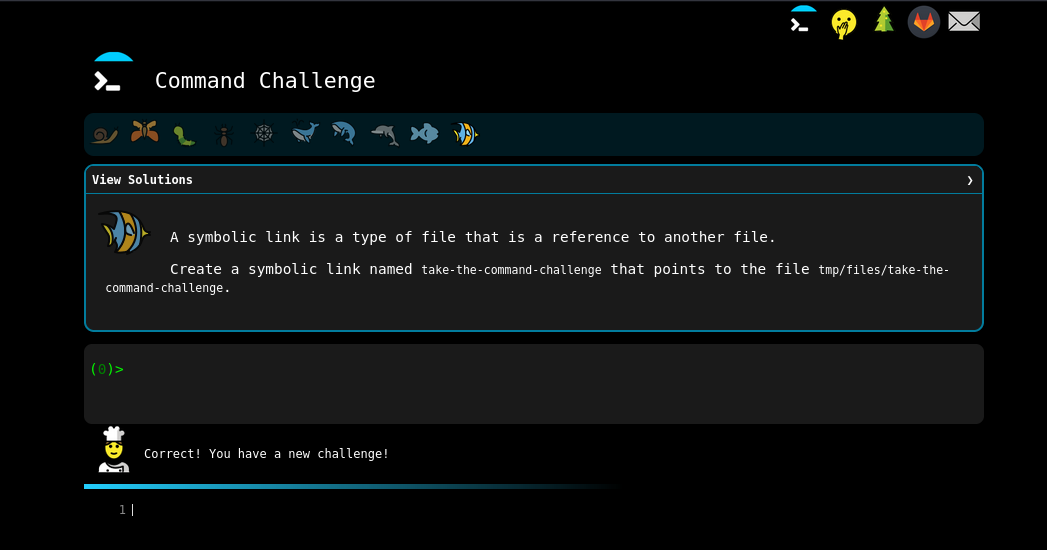 Command Challenge
View Solutions ❯
A symbolic link is a type of file that is a reference to another file.
Create a symbolic link named take-the-command-challenge that points to the file tmp/files/take-the-
command-challenge.
(0)>
Correct! You have a new challenge!
1